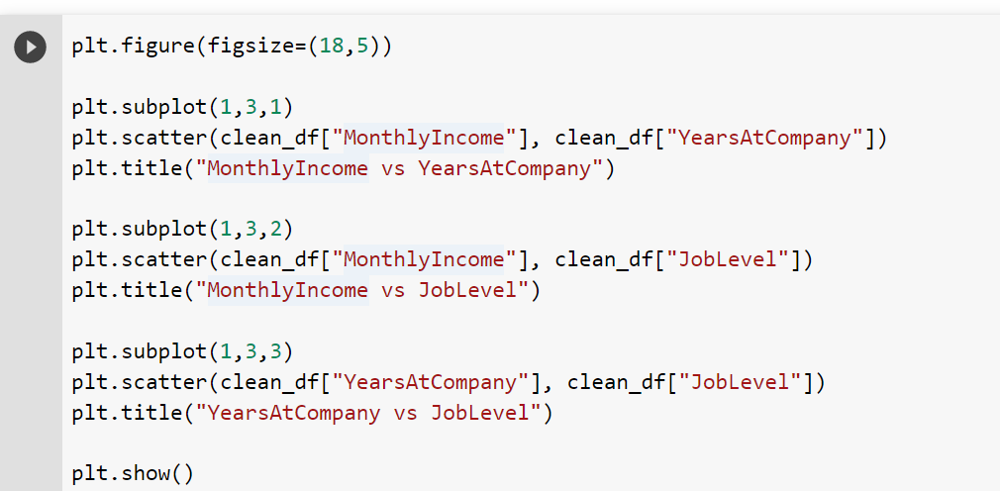 plt.figure(figsize=(18,5))
plt.subplot(1,3,1)
plt.scatter(clean_df["MonthlyIncome"], clean_df["YearsAtCompany"])
plt.title("MonthlyIncome vs YearsAtCompany")
plt.subplot(1,3,2)
plt.scatter(clean_df["MonthlyIncome"], clean_df["JobLevel"])
plt.title("MonthlyIncome vs JobLevel")
plt.subplot(1,3,3)
plt.scatter(clean_df["YearsAtCompany"], clean_df["JobLevel"])
plt.title("YearsAtCompany vs JobLevel")
plt.show()